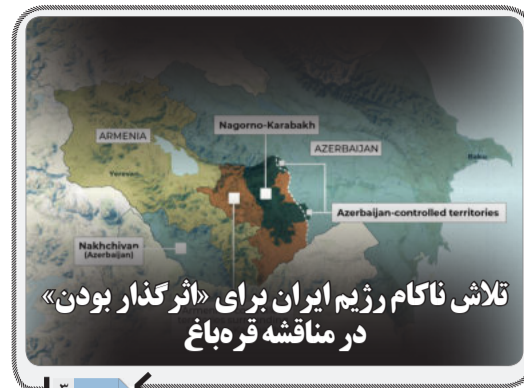 Nagorno-Karabakh
ARMENIA
AZERBAIJAN
Yerevan
Baku
Azerbaijan-controlled territories
Nakhchivan
(Azerbaijan)
تلاش ناکام رژیم ایران برای «اثرگذار بودن»
در مناقشه قره‌باغ
۳